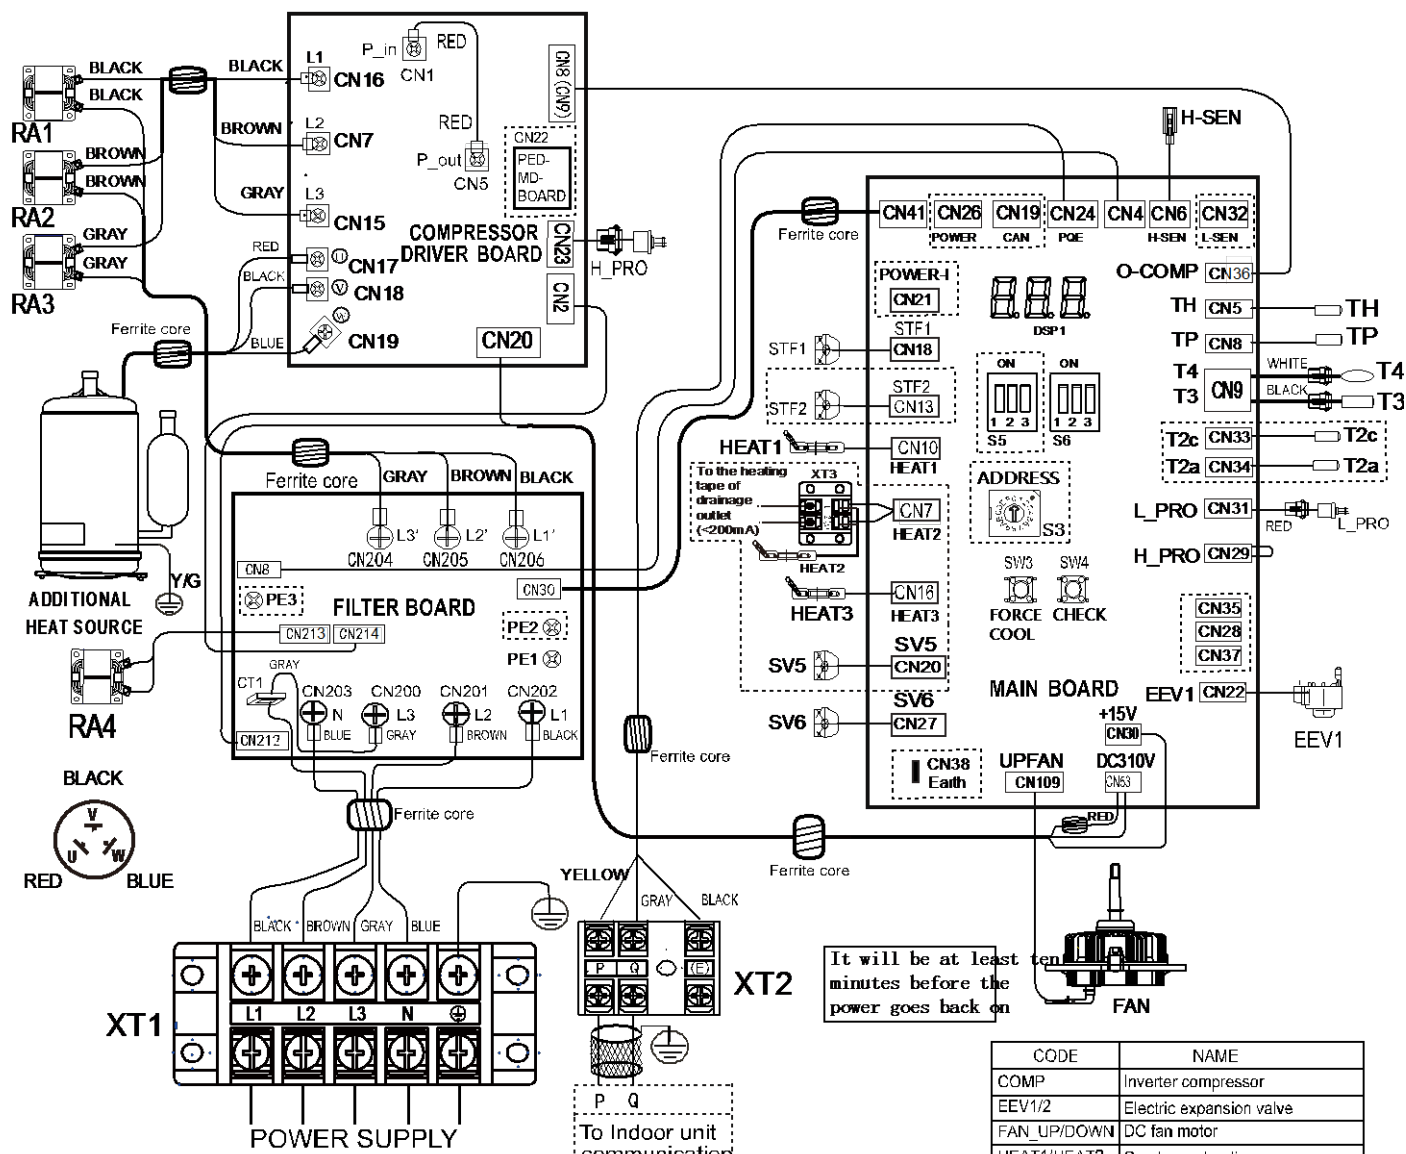 BLACK
BLACK
RA1
BROWN
BROWN
RA2
GRAY
GRAY
RA3
BLACK
BROWN
GRAY
RED
BLACK
BLUE
Ferrite core
L1
CN16
L2
CN7
L3
CN15
U
CN17
V
CN18
W
CN19
P_in
CN1
RED
RED
P_out
CN5
CN8 (CN9)
CN22
PED-
MD-
BOARD
COMPRESSOR
DRIVER BOARD
CN23
CN2
CN20
H_PRO
Ferrite core
H-SEN
CN41
CN26
POWER
CN19
CAN
CN24
PQE
CN4
CN6
H-SEN
CN32
L-SEN
O-COMP
CN36
POWER-I
CN21
DSP1
TH
CN5
TH
TP
CN8
TP
STF1
STF1
CN18
STF2
STF2
CN13
ON
1 2 3
S5
ON
1 2 3
S6
T4
T3
CN9
WHITE
T4
BLACK
T3
T2c
CN33
T2c
T2a
CN34
T2a
HEAT1
CN10
HEAT1
To the heating
tape of
drainage
outlet
(<200mA)
XT3
CN7
HEAT2
HEAT2
ADDRESS
S3
L_PRO
CN31
RED
L_PRO
H_PRO
CN29
HEAT3
CN16
HEAT3
SW3
FORCE
COOL
SW4
CHECK
CN35
CN28
CN37
SV5
SV5
CN20
SV6
SV6
CN27
MAIN BOARD
EEV1
CN22
EEV1
+15V
CN30
CN38
Earth
UPFAN
CN109
DC310V
CN53
RED
Ferrite core
GRAY
BROWN
BLACK
L3'
CN204
L2'
CN205
L1'
CN206
CN8
CN30
PE3
FILTER BOARD
PE2
PE1
CN213
CN214
GRAY
CT1
CN203
N
BLUE
CN200
L3
GRAY
CN201
L2
BROWN
CN202
L1
BLACK
CN212
Y/G
ADDITIONAL
HEAT SOURCE
RA4
BLACK
V
U
W
RED
BLUE
Ferrite core
Ferrite core
Ferrite core
BLACK
BROWN
GRAY
BLUE
XT1
L1
L2
L3
N
POWER SUPPLY
YELLOW
GRAY
BLACK
P
Q
(E)
XT2
P Q
To Indoor unit
communication
It will be at least ten
minutes before the
power goes back on
FAN
CODE NAME
COMP Inverter compressor
EEV1/2 Electric expansion valve
FAN_UP/DOWN DC fan motor